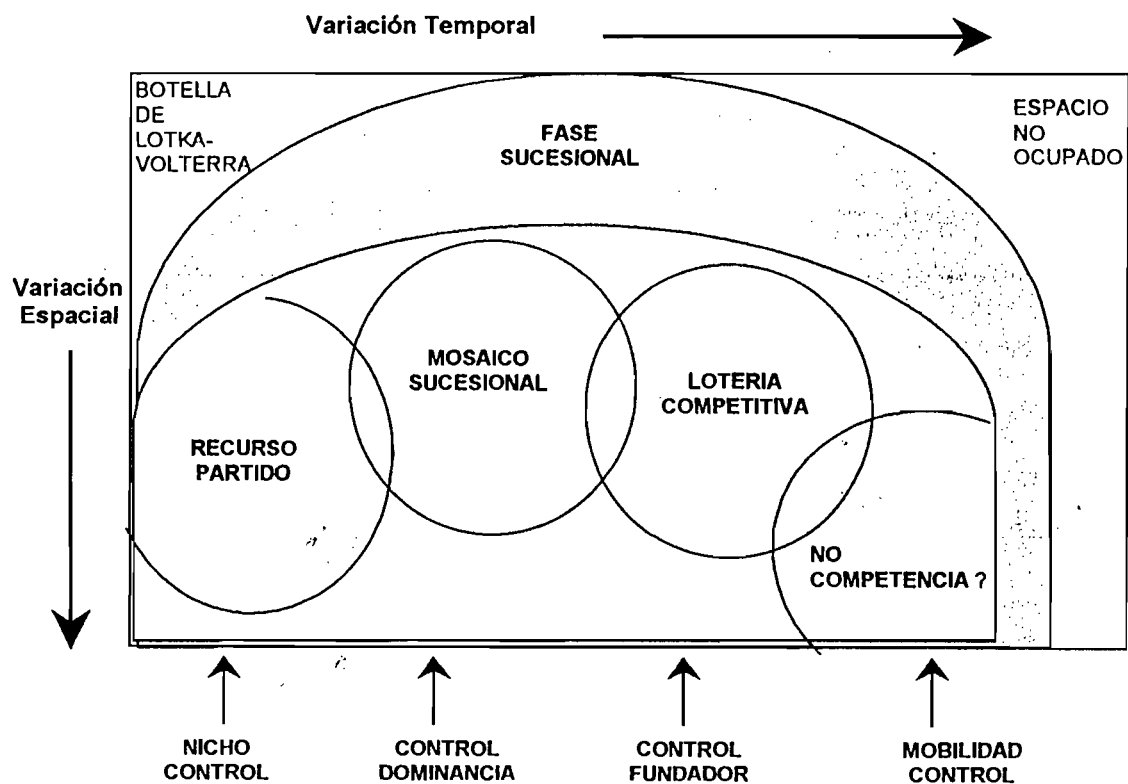 Variación Temporal
BOTELLA
DE
LOTKA-
VOLTERRA
FASE
SUCESIONAL
ESPACIO
NO
OCUPADO
Variación
Espacial
MOSAICO
SUCESIONAL
LOTERIA
COMPETITIVA
RECURSO
PARTIDO
NO
COMPETENCIA ?
NICHO
CONTROL
CONTROL
DOMINANCIA
CONTROL
FUNDADOR
MOBILIDAD
CONTROL